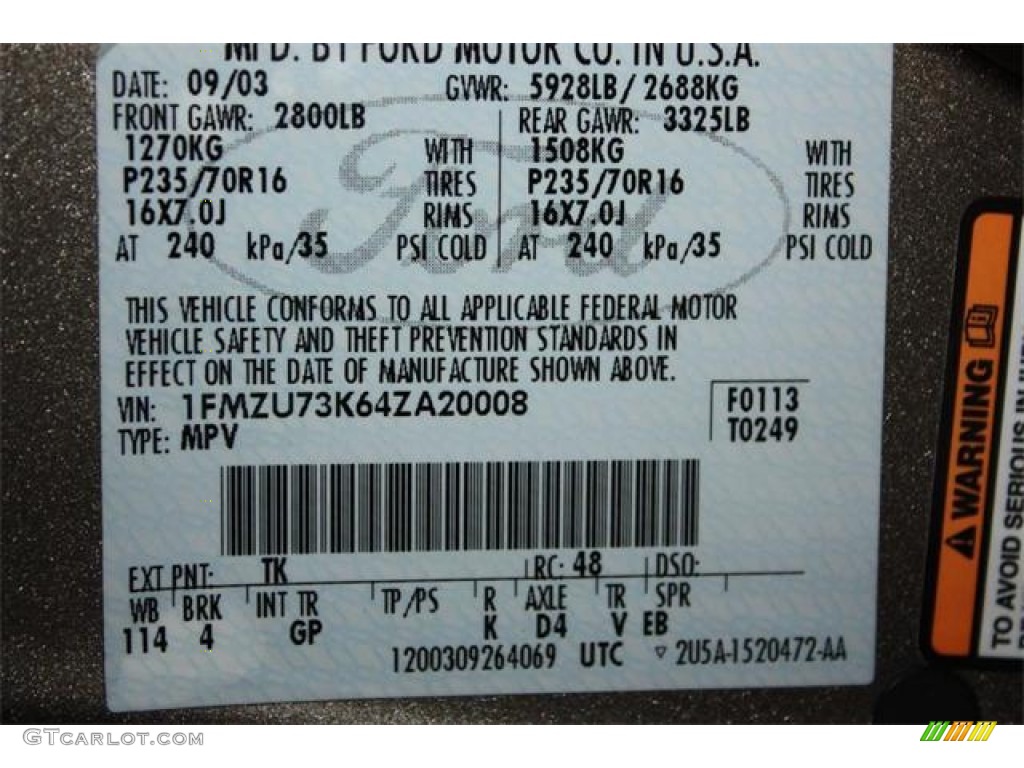 MFD. BY FORD MOTOR CO. IN U.S.A.
DATE: 09/03 GVWR: 5928LB/ 2688KG
FRONT GAWR: 2800LB REAR GAWR: 3325LB
1270KG WITH 1508KG WITH
P235/70R16 TIRES P235/70R16 TIRES
16X7.0J RIMS 16X7.0J RIMS
AT 240 kPa/35 PSI COLD AT 240 kPa/35 PSI COLD
Ford
THIS VEHICLE CONFORMS TO ALL APPLICABLE FEDERAL MOTOR
VEHICLE SAFETY AND THEFT PREVENTION STANDARDS IN
EFFECT ON THE DATE OF MANUFACTURE SHOWN ABOVE.
VIN: 1FMZU73K64ZA20008 F0113
TYPE: MPV T0249
EXT PNT: TK RC: 48 DSO:
WB BRK INT TR TP/PS R AXLE TR SPR
114 4 GP K D4 V EB
1200309264069 UTC ▿ 2U5A-1520472-AA
WARNING
TO AVOID SERIOUS
GTCARLOT.COM